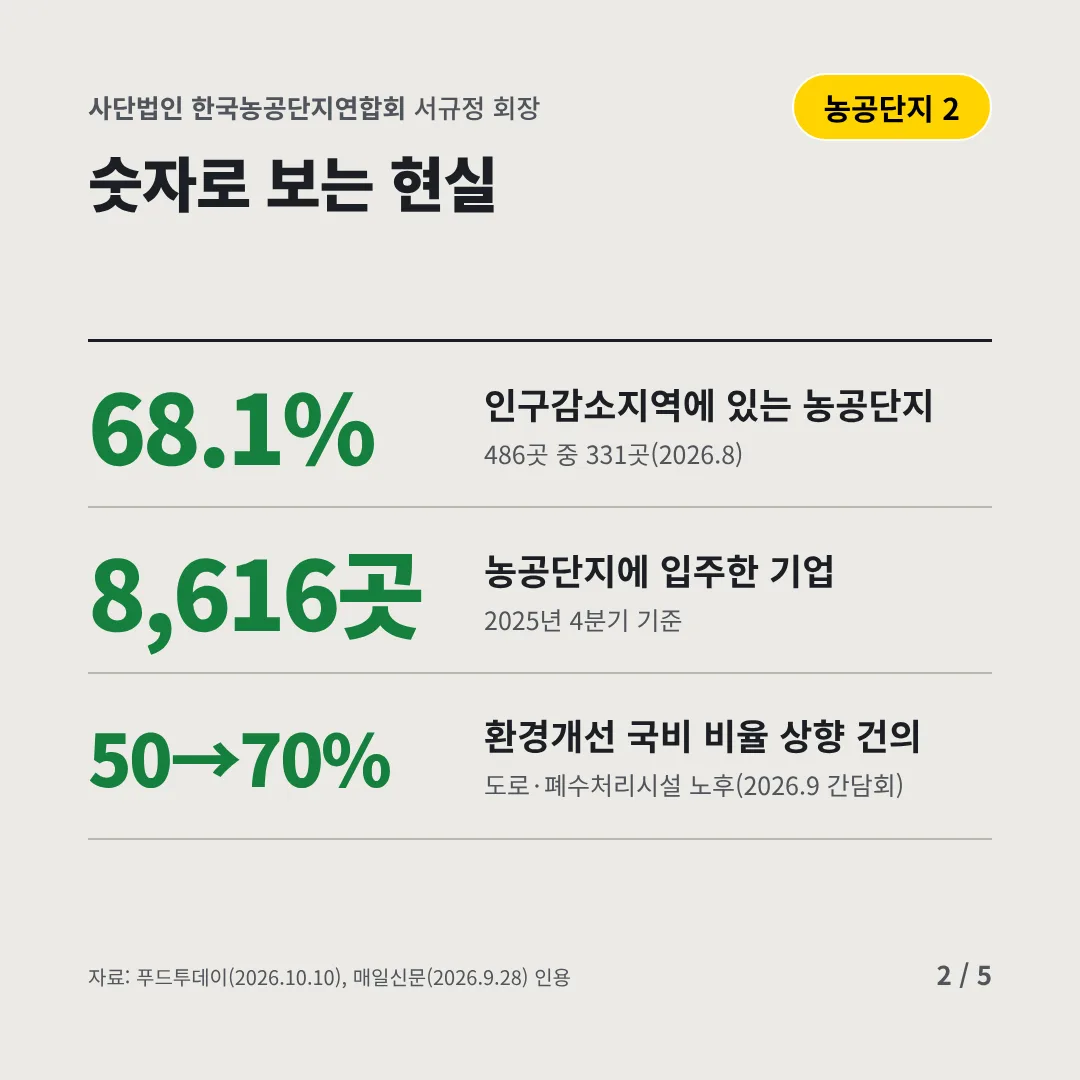 사단법인 한국농공단지연합회 서규정 회장
농공단지 2
숫자로 보는 현실
68.1%
인구감소지역에 있는 농공단지
486곳 중 331곳(2026.8)
8,616곳
농공단지에 입주한 기업
2025년 4분기 기준
50→70%
환경개선 국비 비율 상향 건의
도로·폐수처리시설 노후(2026.9 간담회)
자료: 푸드투데이(2026.10.10), 매일신문(2026.9.28) 인용
2 / 5